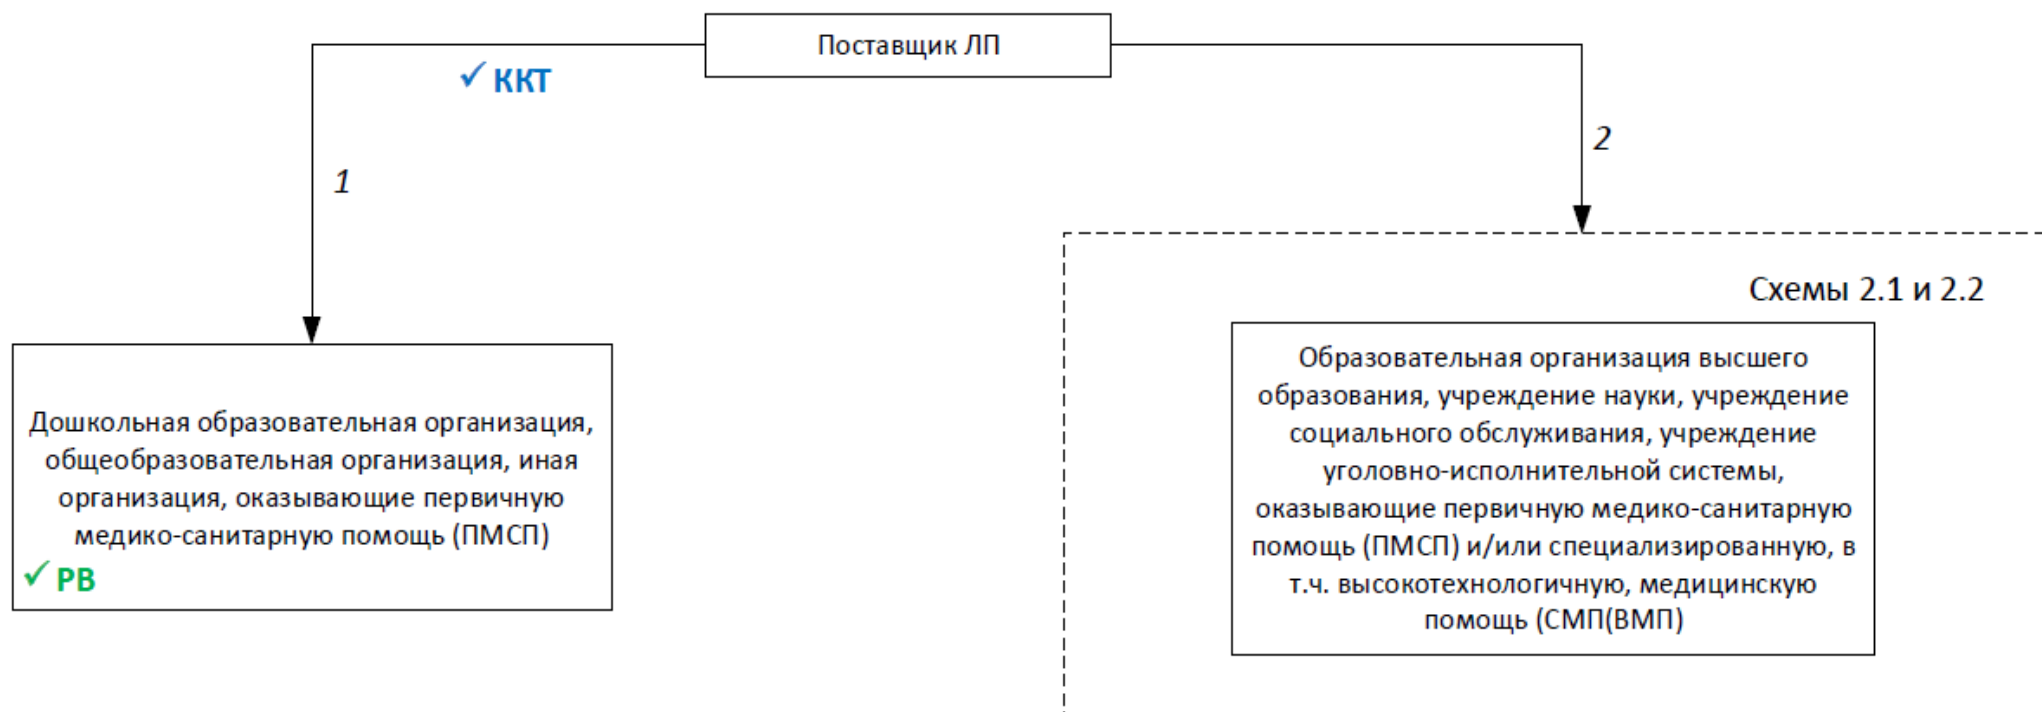 Поставщик ЛП
✓ ККТ
1
2
Схемы 2.1 и 2.2
Дошкольная образовательная организация,
общеобразовательная организация, иная
организация, оказывающие первичную
медико-санитарную помощь (ПМСП)
✓ РВ
Образовательная организация высшего
образования, учреждение науки, учреждение
социального обслуживания, учреждение
уголовно-исполнительной системы,
оказывающие первичную медико-санитарную
помощь (ПМСП) и/или специализированную, в
т.ч. высокотехнологичную, медицинскую
помощь (СМП(ВМП)